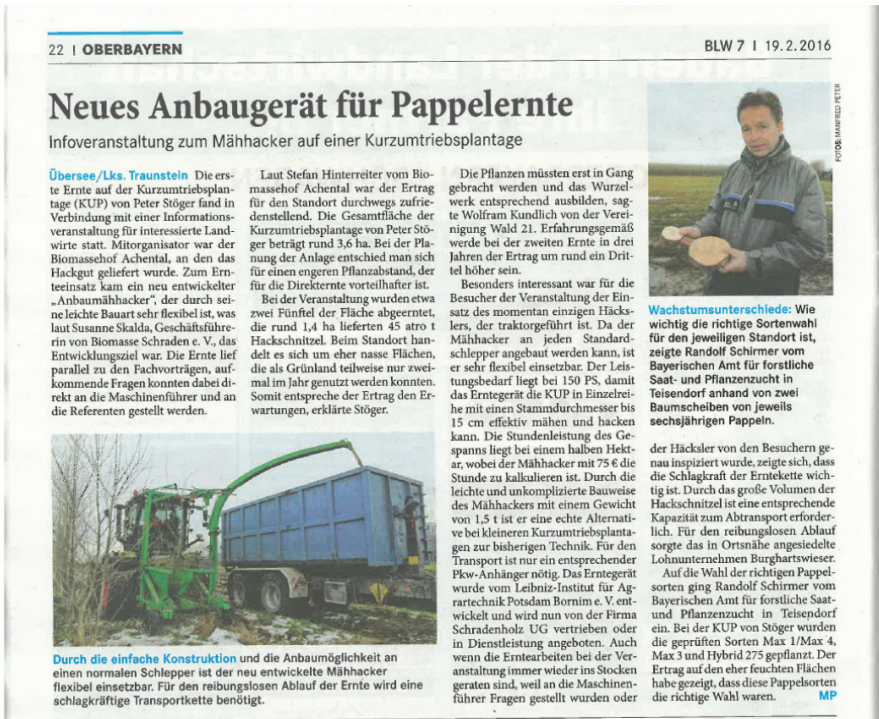 22 | OBERBAYERN
BLW 7 | 19.2.2016
Neues Anbaugerät für Pappelernte
Infoveranstaltung zum Mähhacker auf einer Kurzumtriebsplantage
Übersee/Lks. Traunstein Die ers-
te Ernte auf der Kurzumtriebsplan-
tage (KUP) von Peter Stöger fand in
Verbindung mit einer Informations-
veranstaltung für interessierte Land-
wirte statt. Mitorganisator war der
Biomassehof Achental, an den das
Hackgut geliefert wurde. Zum Ern-
teeinsatz kam ein neu entwickelter
„Anbaumähhacker“, der durch sei-
ne leichte Bauart sehr flexibel ist, was
laut Susanne Skalda, Geschäftsführe-
rin von Biomasse Schraden e. V., das
Entwicklungsziel war. Die Ernte lief
parallel zu den Fachvorträgen, auf-
kommende Fragen konnten dabei di-
rekt an die Maschinenführer und an
die Referenten gestellt werden.
Laut Stefan Hinterreiter vom Bio-
massehof Achental war der Ertrag
für den Standort durchwegs zufrie-
denstellend. Die Gesamtfläche der
Kurzumtriebsplantage von Peter Stö-
ger beträgt rund 3,6 ha. Bei der Pla-
nung der Anlage entschied man sich
für einen engeren Pflanzabstand, der
für die Direkternte vorteilhafter ist.
Bei der Veranstaltung wurden etwa
zwei Fünftel der Fläche abgeerntet,
die rund 1,4 ha lieferten 45 atro t
Hackschnitzel. Beim Standort han-
delt es sich um eher nasse Flächen,
die als Grünland teilweise nur zwei-
mal im Jahr genutzt werden konnten.
Somit entspreche der Ertrag den Er-
wartungen, erklärte Stöger.
Durch die einfache Konstruktion und die Anbaumöglichkeit an
einen normalen Schlepper ist der neu entwickelte Mähhacker
flexibel einsetzbar. Für den reibungslosen Ablauf der Ernte wird eine
schlagkräftige Transportkette benötigt.
Die Pflanzen müssten erst in Gang
gebracht werden und das Wurzel-
werk entsprechend ausbilden, sag-
te Wolfram Kundlich von der Verei-
nigung Wald 21. Erfahrungsgemäß
werde bei der zweiten Ernte in drei
Jahren der Ertrag um rund ein Drit-
tel höher sein.
Besonders interessant war für die
Besucher der Veranstaltung der Ein-
satz des momentan einzigen Häcks-
lers, der traktorgeführt ist. Da der
Mähhacker an jeden Standard-
schlepper angebaut werden kann, ist
er sehr flexibel einsetzbar. Der Leis-
tungsbedarf liegt bei 150 PS, damit
das Erntegerät die KUP in Einzelrei-
he mit einen Stammdurchmesser bis
15 cm effektiv mähen und hacken
kann. Die Stundenleistung des Ge-
spanns liegt bei einem halben Hekt-
ar, wobei der Mähhacker mit 75 € die
Stunde zu kalkulieren ist. Durch die
leichte und unkomplizierte Bauweise
des Mähhackers mit einem Gewicht
von 1,5 t ist er eine echte Alternati-
ve bei kleineren Kurzumtriebsplanta-
gen zur bisherigen Technik. Für den
Transport ist nur ein entsprechender
Pkw-Anhänger nötig. Das Erntegerät
wurde vom Leibniz-Institut für Ag-
rartechnik Potsdam Bornim e. V. ent-
wickelt und wird nun von der Firma
Schradenholz UG vertrieben oder
in Dienstleistung angeboten. Auch
wenn die Erntearbeiten bei der Ver-
anstaltung immer wieder ins Stocken
geraten sind, weil an die Maschinen-
führer Fragen gestellt wurden oder
FOTOS: MANFRED PETER
Wachstumsunterschiede: Wie
wichtig die richtige Sortenwahl
für den jeweiligen Standort ist,
zeigte Randolf Schirmer vom
Bayerischen Amt für forstliche
Saat- und Pflanzenzucht in
Teisendorf anhand von zwei
Baumscheiben von jeweils
sechsjährigen Pappeln.
der Häcksler von den Besuchern ge-
nau inspiziert wurde, zeigte sich, dass
die Schlagkraft der Erntekette wich-
tig ist. Durch das große Volumen der
Hackschnitzel ist eine entsprechende
Kapazität zum Abtransport erforder-
lich. Für den reibungslosen Ablauf
sorgte das in Ortsnähe angesiedelte
Lohnunternehmen Burghartswieser.
Auf die Wahl der richtigen Pappel-
sorten ging Randolf Schirmer vom
Bayerischen Amt für forstliche Saat-
und Pflanzenzucht in Teisendorf
ein. Bei der KUP von Stöger wurden
die geprüften Sorten Max 1/Max 4,
Max 3 und Hybrid 275 gepflanzt. Der
Ertrag auf den eher feuchten Flächen
habe gezeigt, dass diese Pappelsorten
die richtige Wahl waren. MP